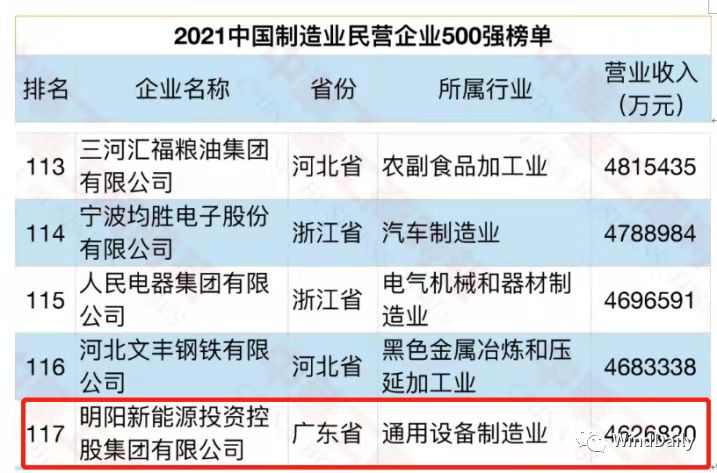 2021中国制造业民营企业500强榜单
排名 企业名称 省份 所属行业 营业收入
（万元）
113 三河汇福粮油集团
有限公司 河北省 农副食品加工业 4815435
114 宁波均胜电子股份
有限公司 浙江省 汽车制造业 4788984
115 人民电器集团有限
公司 浙江省 电气机械和器材制
造业 4696591
116 河北文丰钢铁有限
公司 河北省 黑色金属冶炼和压
延加工业 4683338
117 明阳新能源投资控
股集团有限公司 广东省 通用设备制造业 4626820
WindDaily